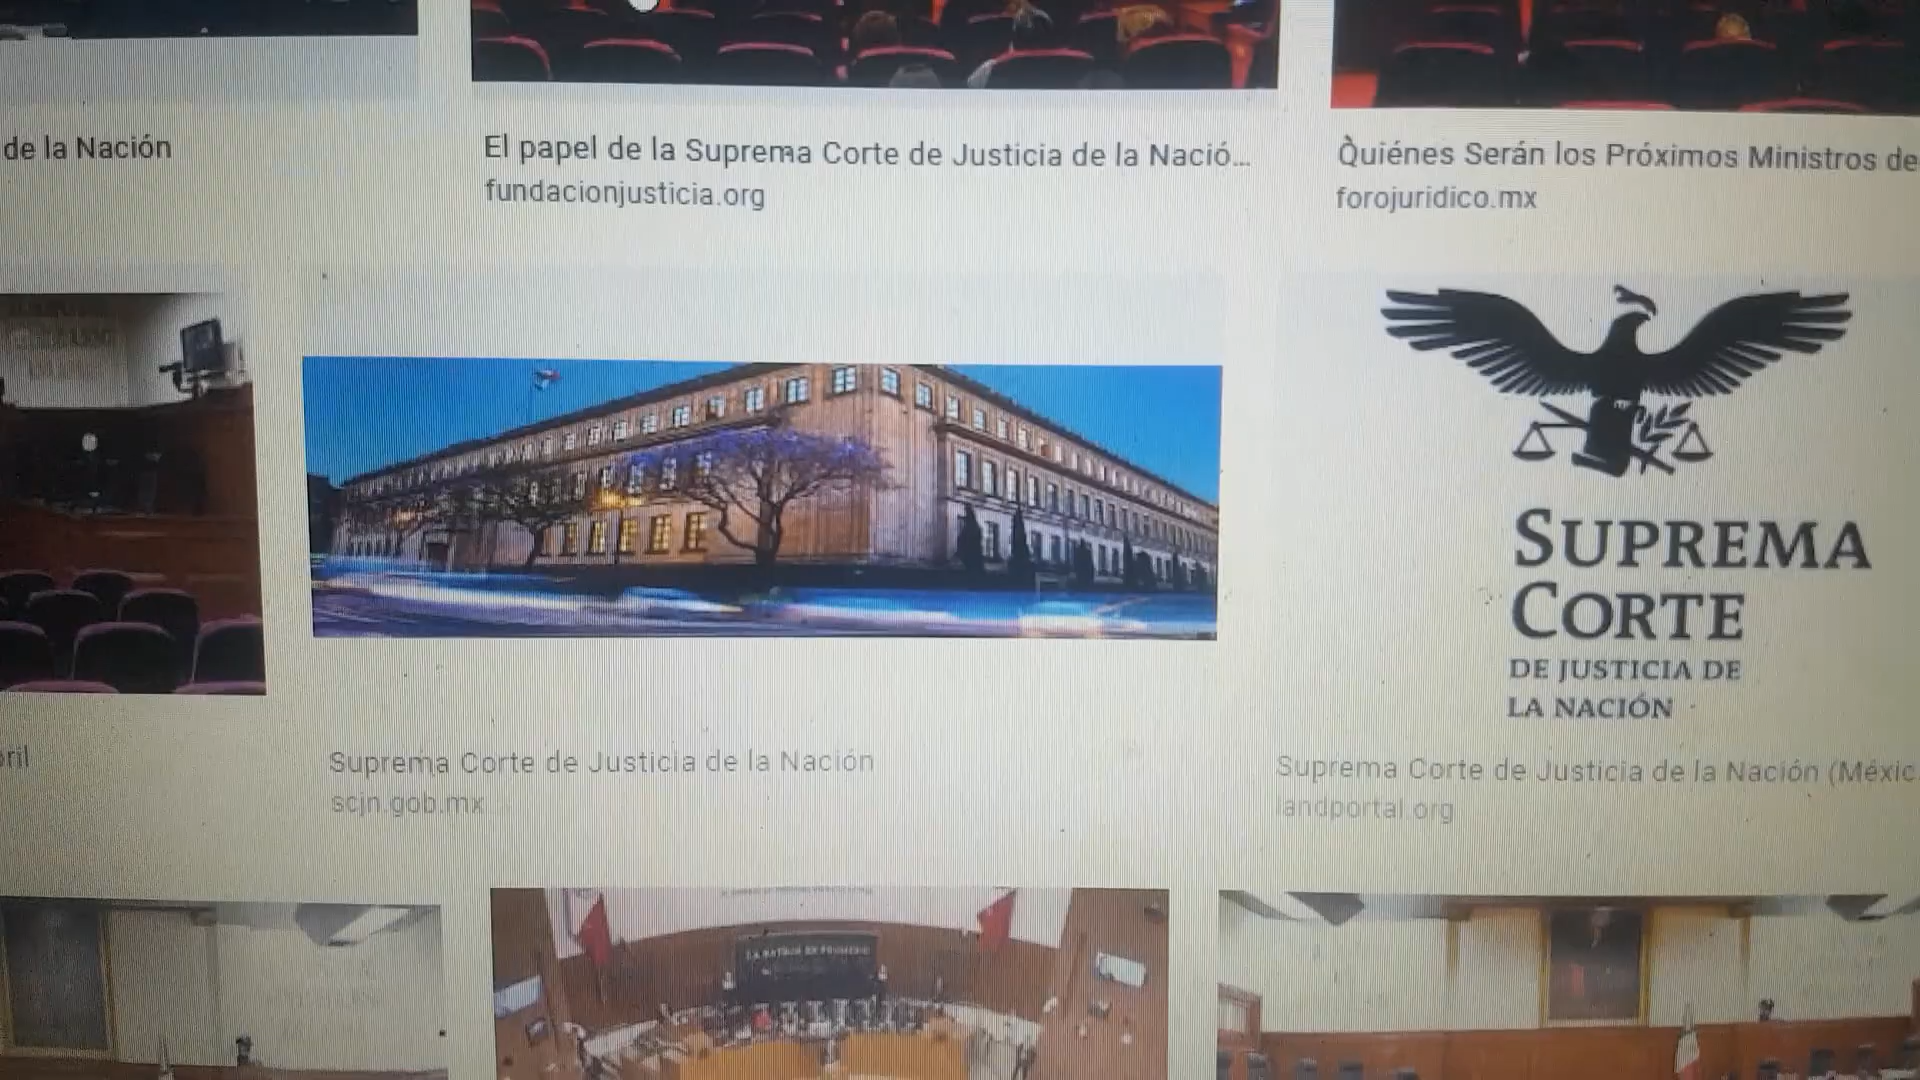 de la Nación
El papel de la Suprema Corte de Justicia de la Nació...
fundacionjusticia.org
Quiénes Serán los Próximos Ministros de
forojuridico.mx
SUPREMA
CORTE
DE JUSTICIA DE
LA NACIÓN
ril
Suprema Corte de Justicia de la Nación
scjn.gob.mx
Suprema Corte de Justicia de la Nación (Méxic
landportal.org